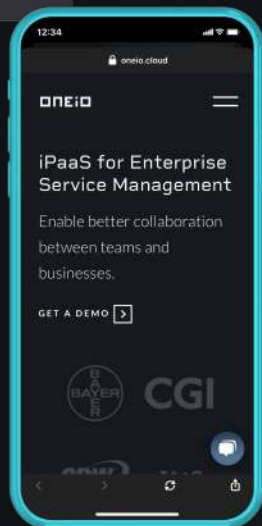 12:34
oneio.cloud
ONEiO
iPaaS for Enterprise
Service Management
Enable better collaboration
between teams and
businesses.
GET A DEMO
BAYER
BAYER
CGI